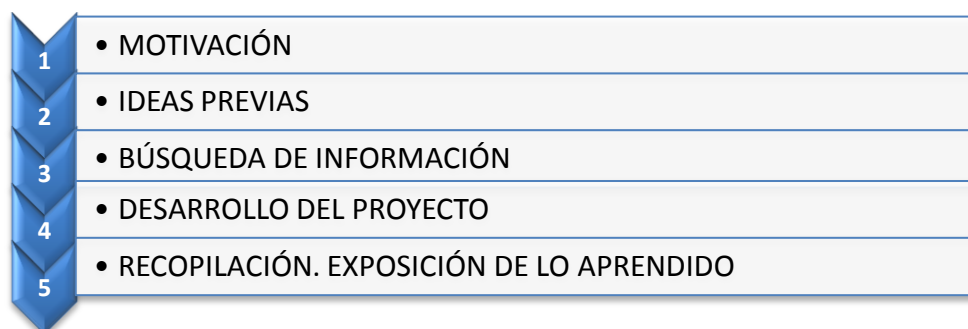 1 • MOTIVACIÓN
2 • IDEAS PREVIAS
3 • BÚSQUEDA DE INFORMACIÓN
4 • DESARROLLO DEL PROYECTO
5 • RECOPILACIÓN. EXPOSICIÓN DE LO APRENDIDO